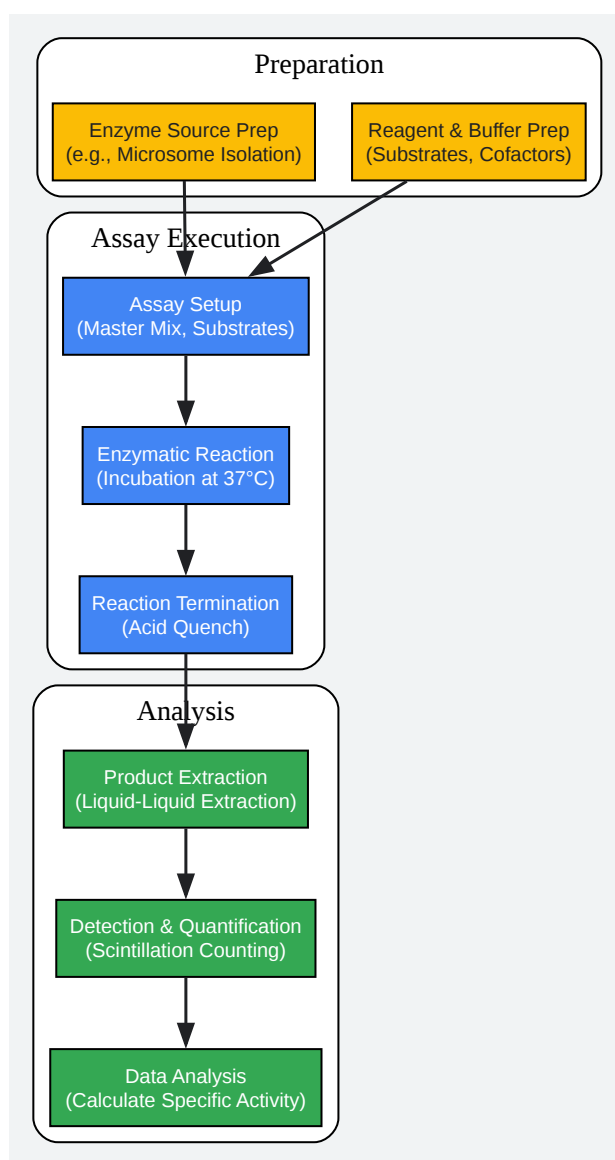 Preparation
Enzyme Source Prep
(e.g., Microsome Isolation)
Reagent & Buffer Prep
(Substrates, Cofactors)
Assay Execution
Assay Setup
(Master Mix, Substrates)
Enzymatic Reaction
(Incubation at 37°C)
Reaction Termination
(Acid Quench)
Analysis
Product Extraction
(Liquid-Liquid Extraction)
Detection & Quantification
(Scintillation Counting)
Data Analysis
(Calculate Specific Activity)